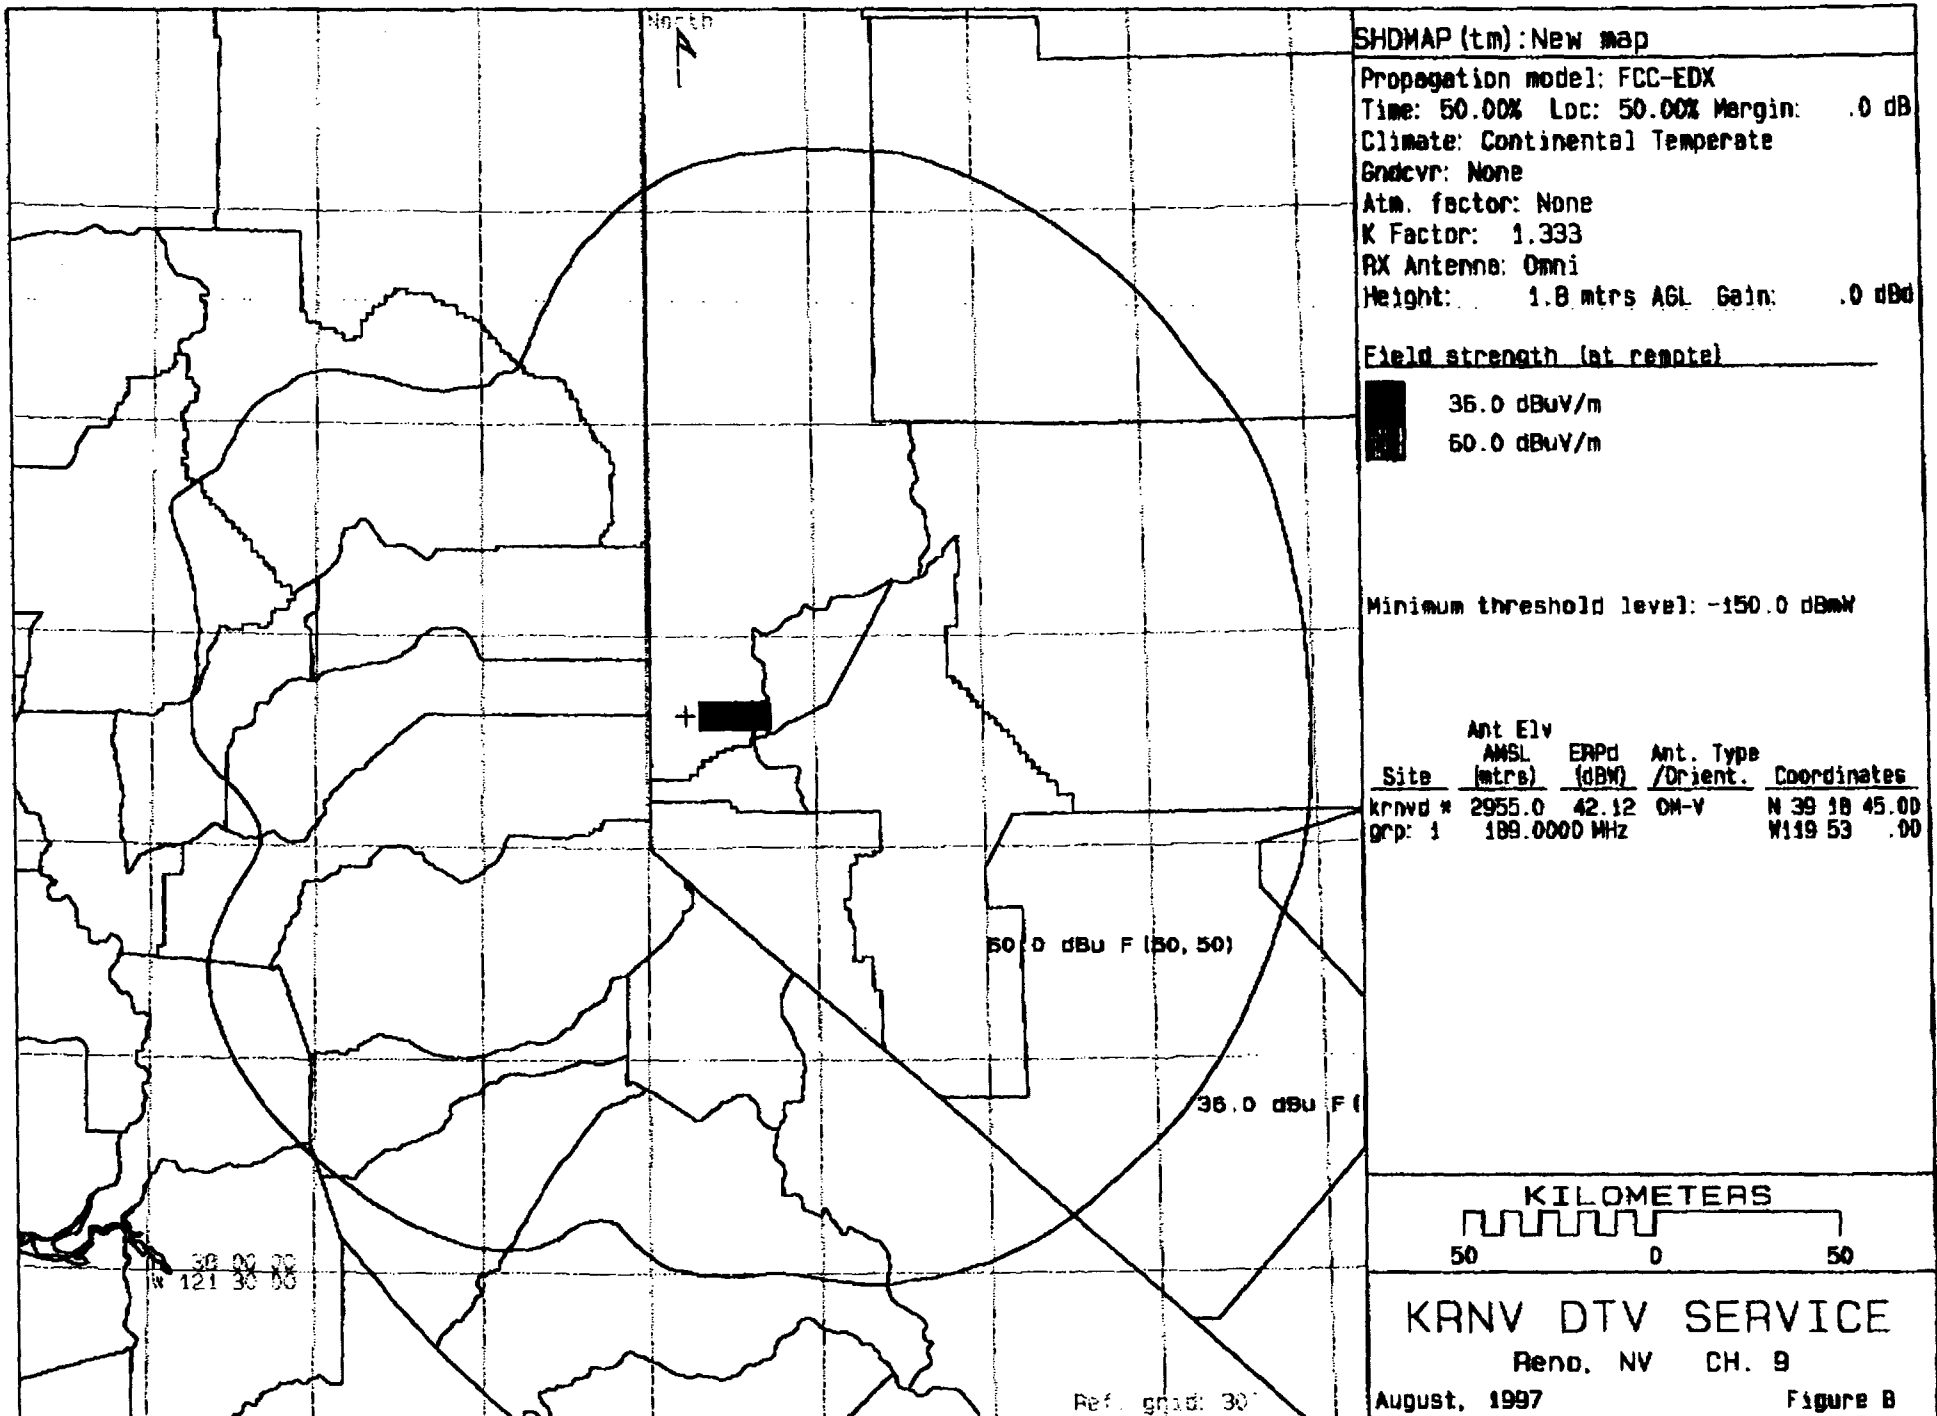 North
SHDMAP(tm):New map
Propagation model: FCC-EDX
Time: 50.00% Loc: 50.00% Margin: .0 dB
Climate: Continental Temperate
Gndcvr: None
Atm. factor: None
K Factor: 1.333
RX Antenna: Omni
Height: 1.8 mtrs AGL Gain: .0 dBd
Field strength (at remote)
36.0 dBuV/m
60.0 dBuV/m
Minimum threshold level: -150.0 dBmW
Ant Elv
AMSL ERPd Ant. Type
Site (mtrs) (dBW) /Orient. Coordinates
krnvd # 2955.0 42.12 OM-V N 39 18 45.00
grp: 1 189.0000 MHz W119 53 .00
60.0 dBu F(50,50)
36.0 dBu F(
38 00 00
W 121 30 00
Ref. grid: 30'
KILOMETERS
50 0 50
KRNV DTV SERVICE
Reno, NV CH. 9
August, 1997 Figure B